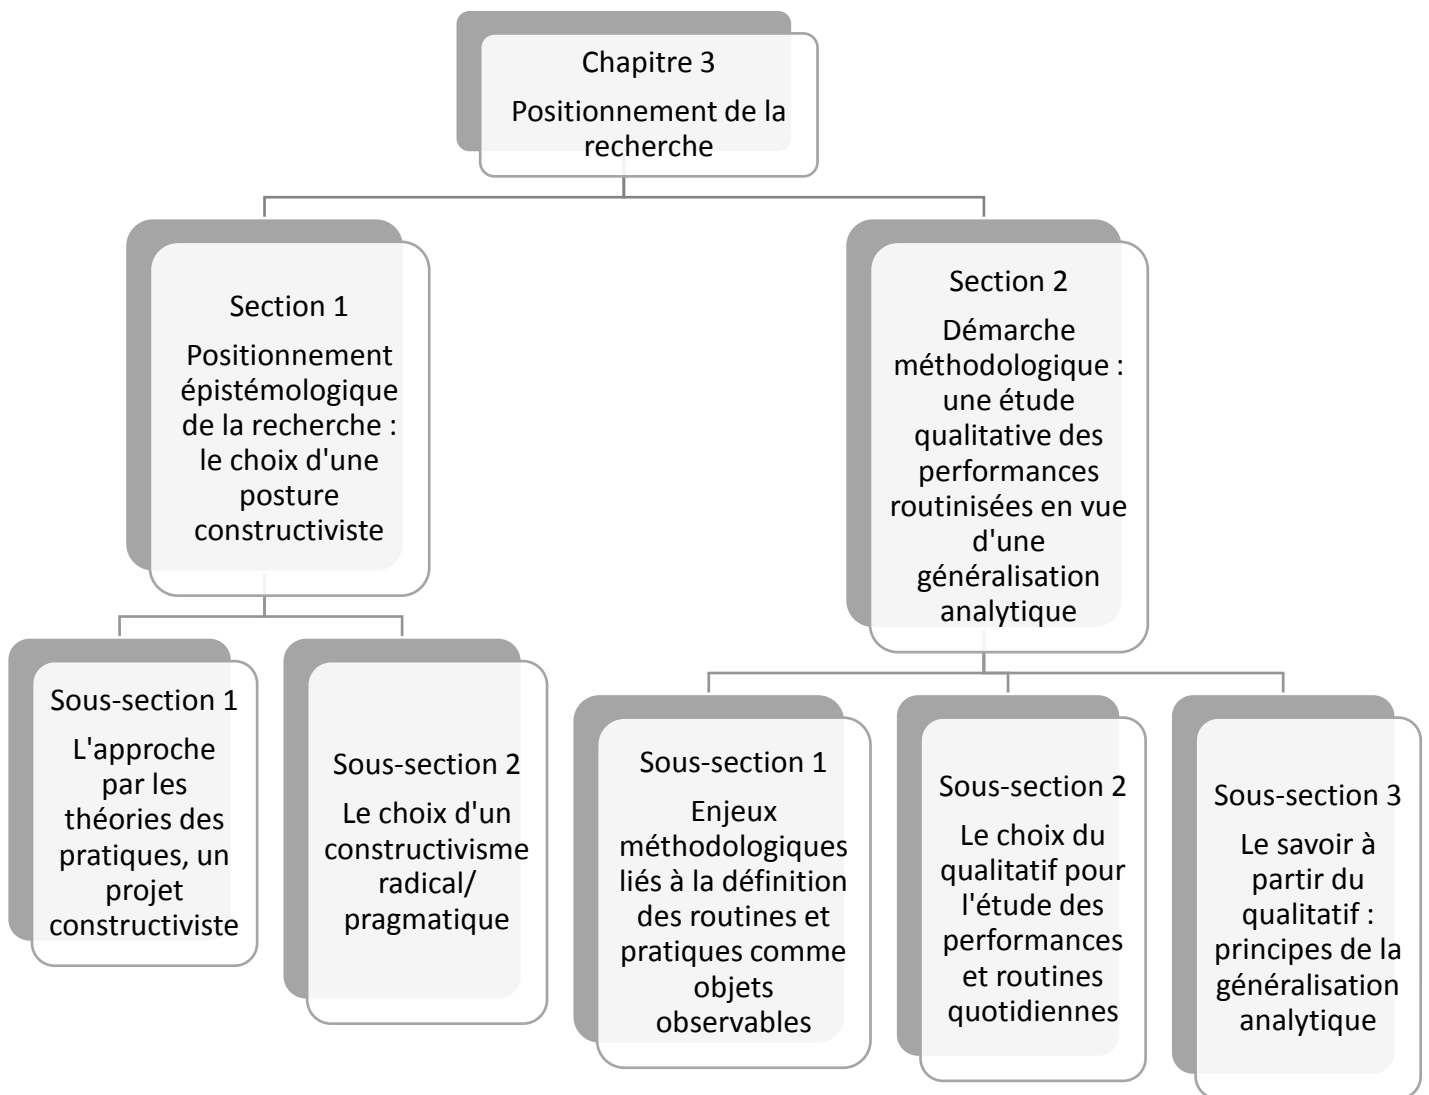 Chapitre 3
Positionnement de la
recherche
Section 1
Positionnement
épistémologique
de la recherche :
le choix d'une
posture
constructiviste
Section 2
Démarche
méthodologique :
une étude
qualitative des
performances
routinisées en vue
d'une
généralisation
analytique
Sous-section 1
L'approche
par les
théories des
pratiques, un
projet
constructiviste
Sous-section 2
Le choix d'un
constructivisme
radical/
pragmatique
Sous-section 1
Enjeux
méthodologiques
liés à la définition
des routines et
pratiques comme
objets
observables
Sous-section 2
Le choix du
qualitatif pour
l'étude des
performances
et routines
quotidiennes
Sous-section 3
Le savoir à
partir du
qualitatif :
principes de la
généralisation
analytique